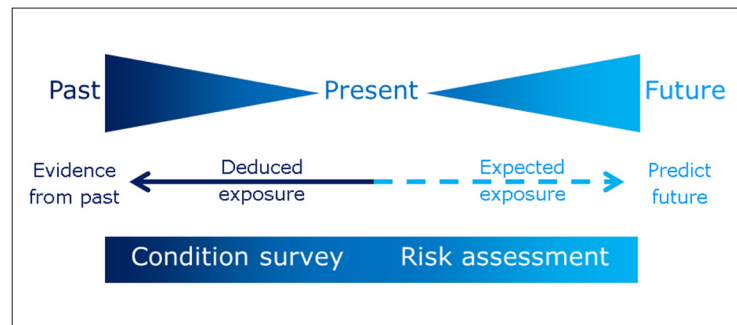 Past Present Future
Evidence
from past
Deduced
exposure
Expected
exposure
Predict
future
Condition survey Risk assessment